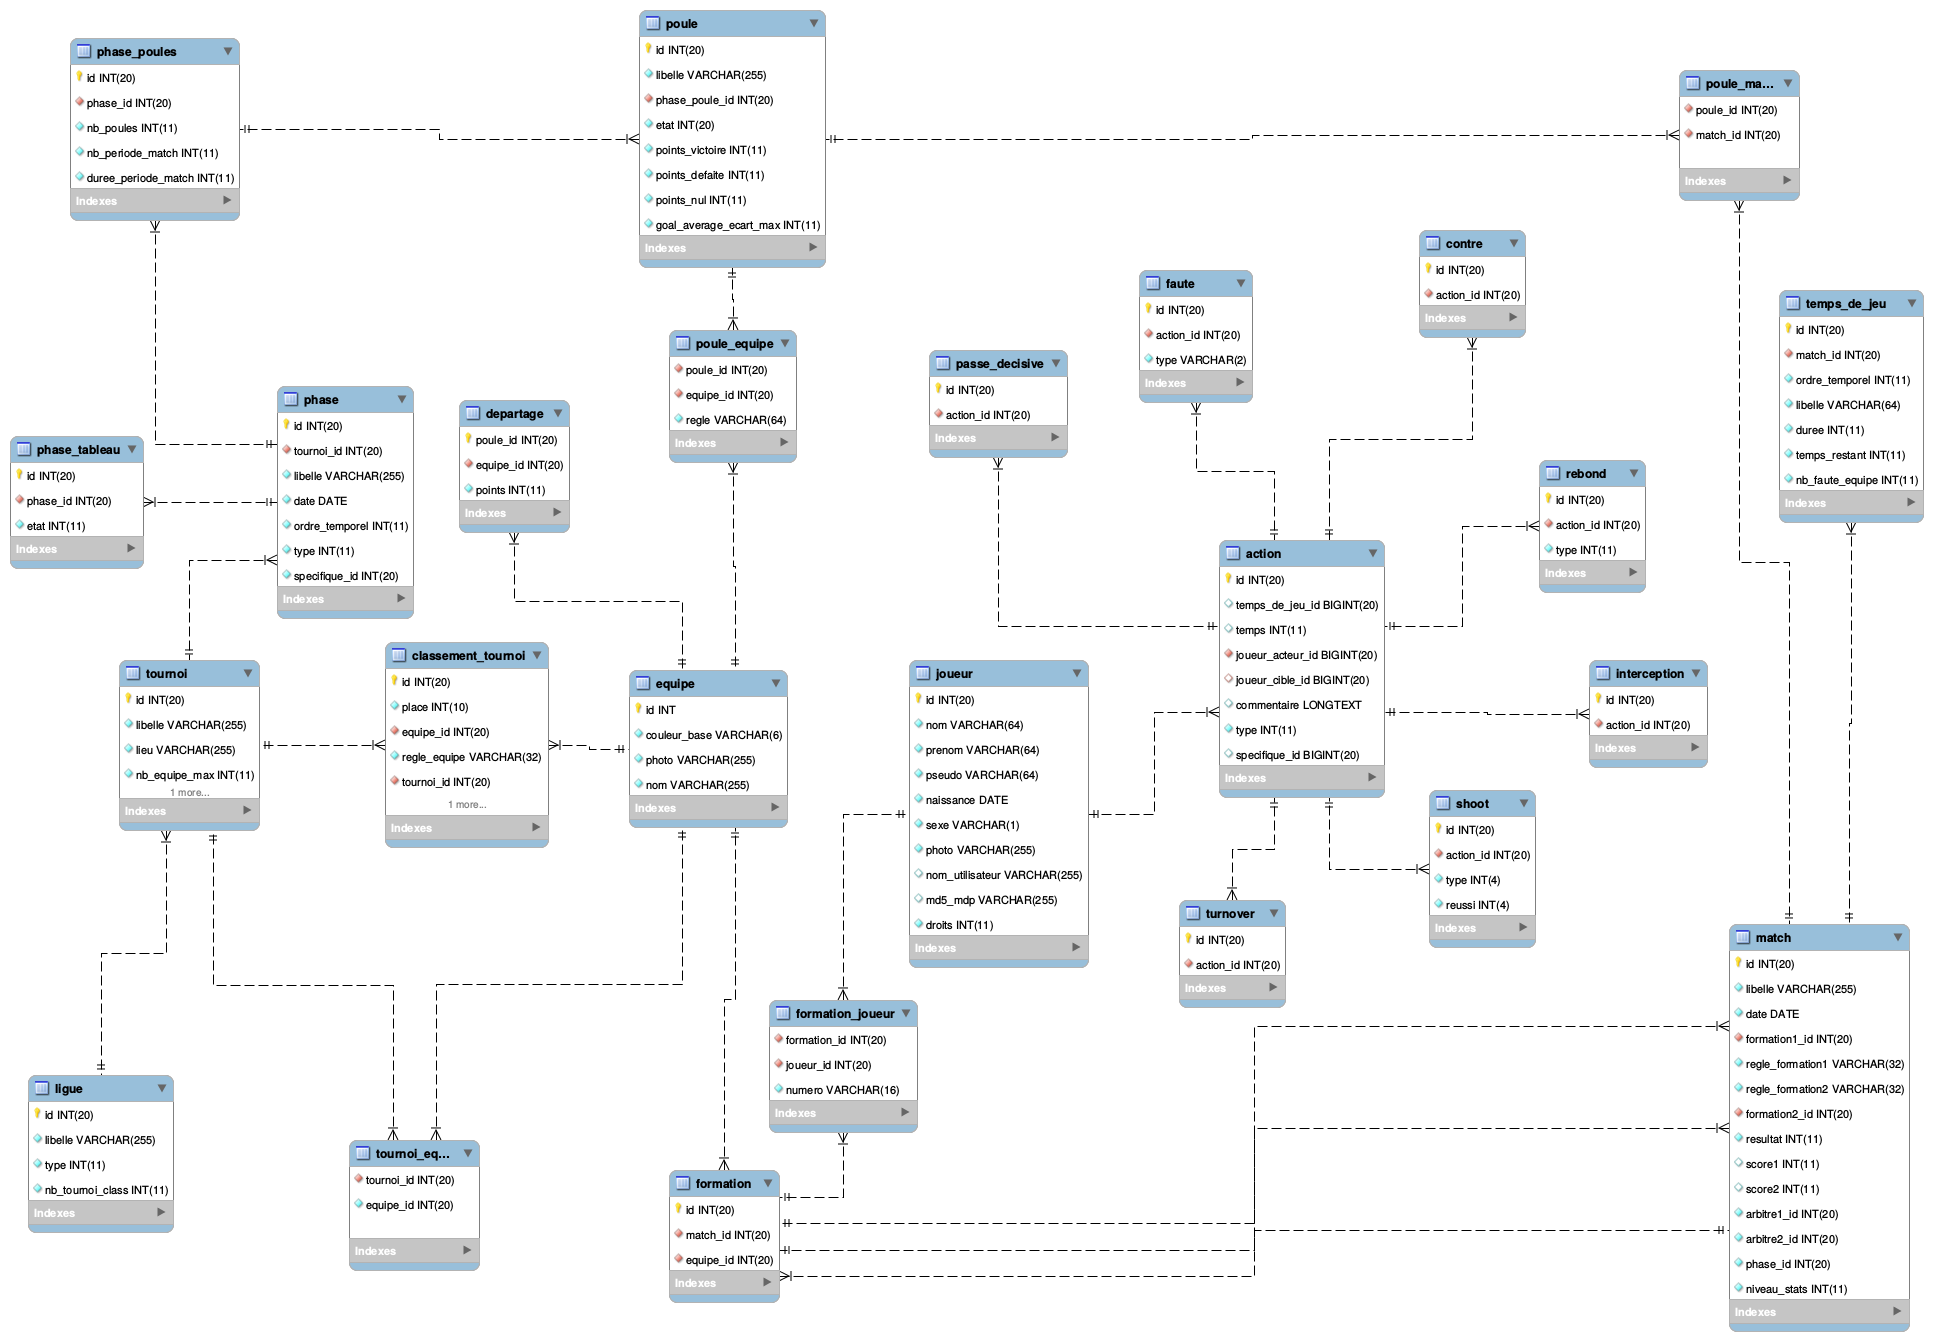 phase_poules
id INT(20)
phase_id INT(20)
nb_poules INT(11)
nb_periode_match INT(11)
duree_periode_match INT(11)
Indexes
poule
id INT(20)
libelle VARCHAR(255)
phase_poule_id INT(20)
etat INT(20)
points_victoire INT(11)
points_defaite INT(11)
points_nul INT(11)
goal_average_ecart_max INT(11)
Indexes
poule_ma...
poule_id INT(20)
match_id INT(20)
Indexes
contre
id INT(20)
action_id INT(20)
Indexes
faute
id INT(20)
action_id INT(20)
type VARCHAR(2)
Indexes
temps_de_jeu
id INT(20)
match_id INT(20)
ordre_temporel INT(11)
libelle VARCHAR(64)
duree INT(11)
temps_restant INT(11)
nb_faute_equipe INT(11)
Indexes
poule_equipe
poule_id INT(20)
equipe_id INT(20)
regle VARCHAR(64)
Indexes
passe_decisive
id INT(20)
action_id INT(20)
Indexes
phase
id INT(20)
tournoi_id INT(20)
libelle VARCHAR(255)
date DATE
ordre_temporel INT(11)
type INT(11)
specifique_id INT(20)
Indexes
departage
poule_id INT(20)
equipe_id INT(20)
points INT(11)
Indexes
phase_tableau
id INT(20)
phase_id INT(20)
etat INT(11)
Indexes
rebond
id INT(20)
action_id INT(20)
type INT(11)
Indexes
action
id INT(20)
temps_de_jeu_id BIGINT(20)
temps INT(11)
joueur_acteur_id BIGINT(20)
joueur_cible_id BIGINT(20)
commentaire LONGTEXT
type INT(11)
specifique_id BIGINT(20)
Indexes
tournoi
id INT(20)
libelle VARCHAR(255)
lieu VARCHAR(255)
nb_equipe_max INT(11)
1 more...
Indexes
classement_tournoi
id INT(20)
place INT(10)
equipe_id INT(20)
regle_equipe VARCHAR(32)
tournoi_id INT(20)
1 more...
Indexes
equipe
id INT
couleur_base VARCHAR(6)
photo VARCHAR(255)
nom VARCHAR(255)
Indexes
joueur
id INT(20)
nom VARCHAR(64)
prenom VARCHAR(64)
pseudo VARCHAR(64)
naissance DATE
sexe VARCHAR(1)
photo VARCHAR(255)
nom_utilisateur VARCHAR(255)
md5_mdp VARCHAR(255)
droits INT(11)
Indexes
interception
id INT(20)
action_id INT(20)
Indexes
shoot
id INT(20)
action_id INT(20)
type INT(4)
reussi INT(4)
Indexes
turnover
id INT(20)
action_id INT(20)
Indexes
match
id INT(20)
libelle VARCHAR(255)
date DATE
formation1_id INT(20)
regle_formation1 VARCHAR(32)
regle_formation2 VARCHAR(32)
formation2_id INT(20)
resultat INT(11)
score1 INT(11)
score2 INT(11)
arbitre1_id INT(20)
arbitre2_id INT(20)
phase_id INT(20)
niveau_stats INT(11)
Indexes
formation_joueur
formation_id INT(20)
joueur_id INT(20)
numero VARCHAR(16)
Indexes
ligue
id INT(20)
libelle VARCHAR(255)
type INT(11)
nb_tournoi_class INT(11)
Indexes
tournoi_eq...
tournoi_id INT(20)
equipe_id INT(20)
Indexes
formation
id INT(20)
match_id INT(20)
equipe_id INT(20)
Indexes